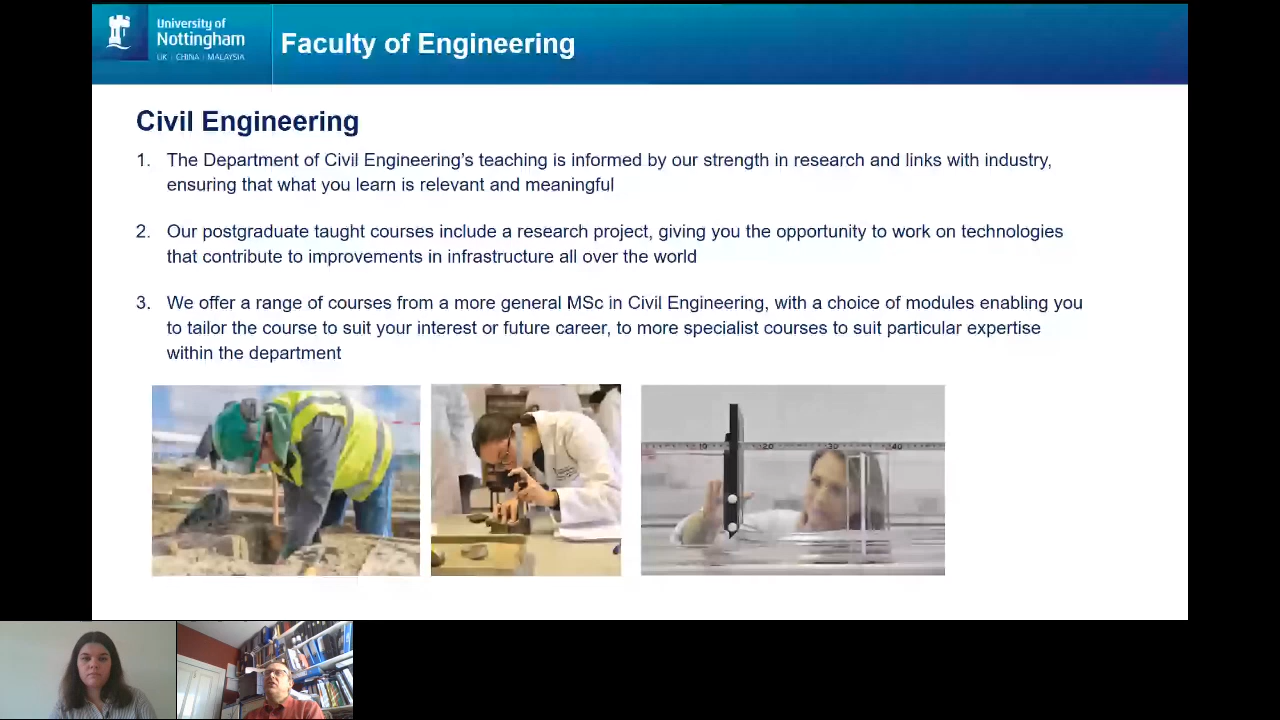 University of
Nottingham
UK | CHINA | MALAYSIA
Faculty of Engineering
Civil Engineering
1. The Department of Civil Engineering's teaching is informed by our strength in research and links with industry,
ensuring that what you learn is relevant and meaningful
2. Our postgraduate taught courses include a research project, giving you the opportunity to work on technologies
that contribute to improvements in infrastructure all over the world
3. We offer a range of courses from a more general MSc in Civil Engineering, with a choice of modules enabling you
to tailor the course to suit your interest or future career, to more specialist courses to suit particular expertise
within the department
10 20 30 40